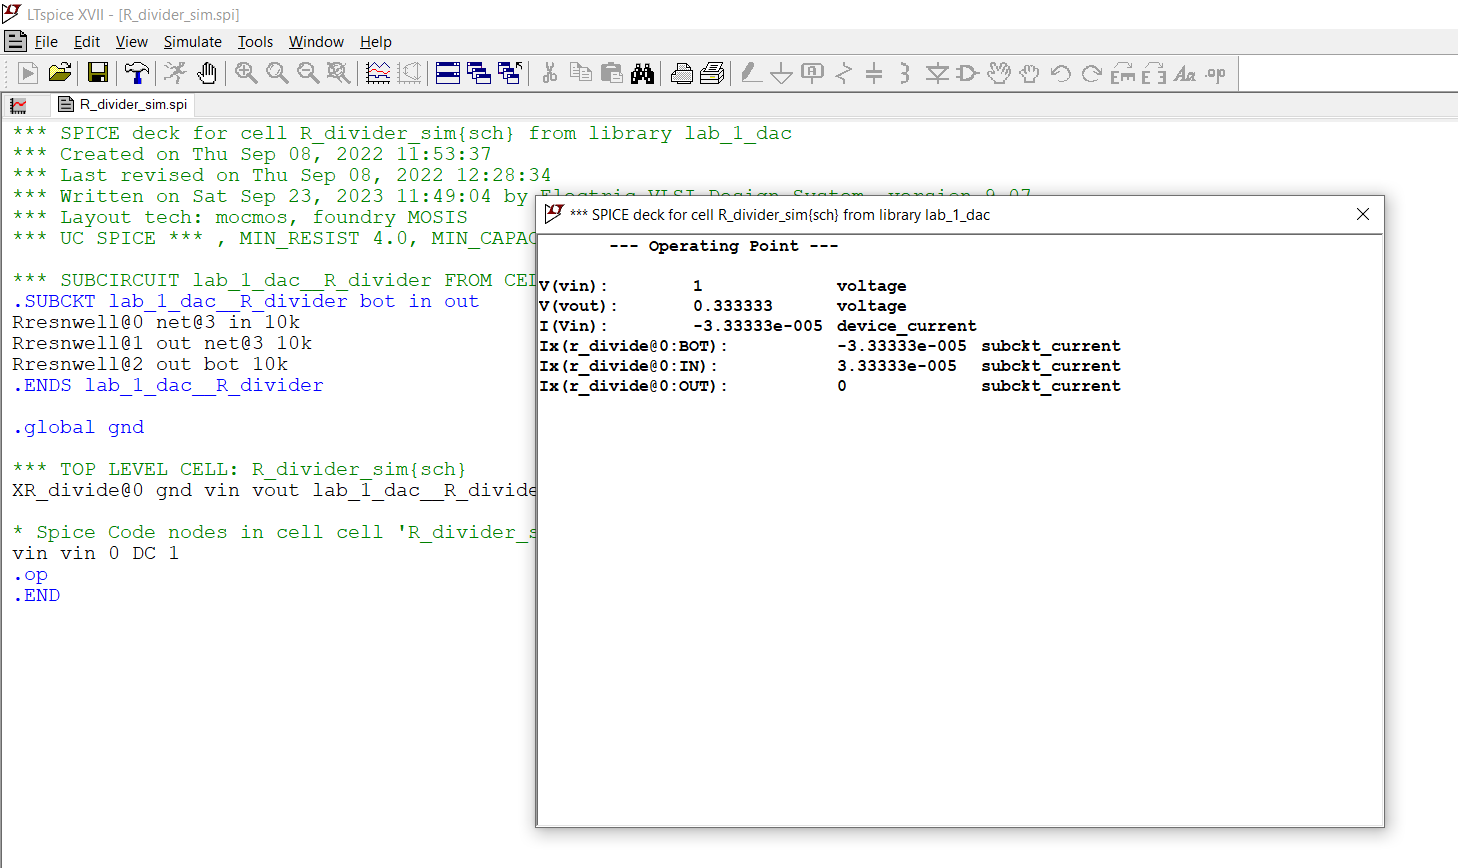 LTspice XVII - [R_divider_sim.spi]
File Edit View Simulate Tools Window Help
R_divider_sim.spi
*** SPICE deck for cell R_divider_sim{sch} from library lab_1_dac
*** Created on Thu Sep 08, 2022 11:53:37
*** Last revised on Thu Sep 08, 2022 12:28:34
*** Written on Sat Sep 23, 2023 11:49:04 by Electric VLSI Design System, version 9.07
*** Layout tech: mocmos, foundry MOSIS
*** UC SPICE *** , MIN_RESIST 4.0, MIN_CAPAC
*** SUBCIRCUIT lab_1_dac__R_divider FROM CEL
.SUBCKT lab_1_dac__R_divider bot in out
Rresnwell@0 net@3 in 10k
Rresnwell@1 out net@3 10k
Rresnwell@2 out bot 10k
.ENDS lab_1_dac__R_divider
.global gnd
*** TOP LEVEL CELL: R_divider_sim{sch}
XR_divide@0 gnd vin vout lab_1_dac__R_divide
* Spice Code nodes in cell cell 'R_divider_s
vin vin 0 DC 1
.op
.END
*** SPICE deck for cell R_divider_sim{sch} from library lab_1_dac
--- Operating Point ---
V(vin): 1 voltage
V(vout): 0.333333 voltage
I(Vin): -3.33333e-005 device_current
Ix(r_divide@0:BOT): -3.33333e-005 subckt_current
Ix(r_divide@0:IN): 3.33333e-005 subckt_current
Ix(r_divide@0:OUT): 0 subckt_current